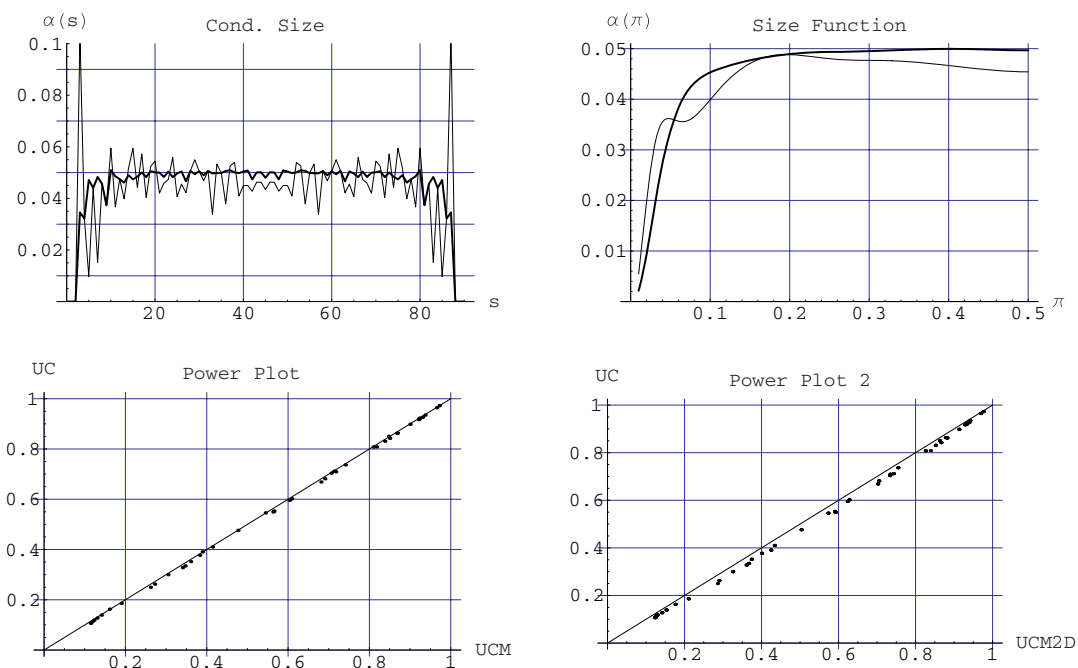 α(s)
Cond. Size
0.1
0.08
0.06
0.04
0.02
20 40 60 80
s
α(π)
Size Function
0.05
0.04
0.03
0.02
0.01
0.1 0.2 0.3 0.4 0.5
π
UC
Power Plot
1
0.8
0.6
0.4
0.2
0.2 0.4 0.6 0.8 1
UCM
UC
Power Plot 2
1
0.8
0.6
0.4
0.2
0.2 0.4 0.6 0.8 1
UCM2D